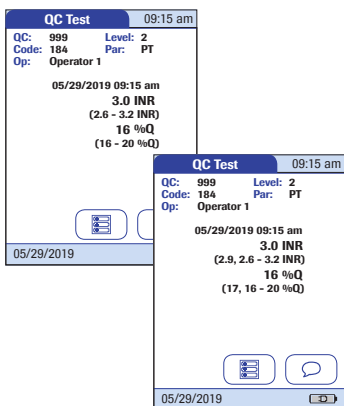 QC Test 09:15 am
QC: 999 Level: 2
Code: 184 Par: PT
Op: Operator 1
05/29/2019 09:15 am
3.0 INR
(2.6 - 3.2 INR)
16 %Q
(16 - 20 %Q)
05/29/2019
QC Test 09:15 am
QC: 999 Level: 2
Code: 184 Par: PT
Op: Operator 1
05/29/2019 09:15 am
3.0 INR
(2.9, 2.6 - 3.2 INR)
16 %Q
(17, 16 - 20 %Q)
05/29/2019